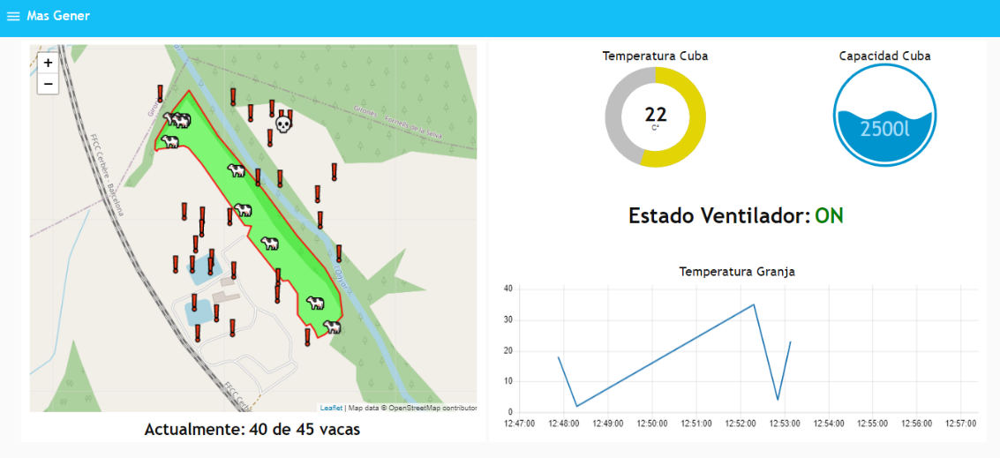 Mas Gener
+
−
Girones - Fornells de la Selva
FFCC Cerbère - Barcelona
l'Onyar
FFCC Cerbè
Leaflet | Map data © OpenStreetMap contributor
Actualmente: 40 de 45 vacas
Temperatura Cuba
22
C°
Capacidad Cuba
2500l
Estado Ventilador: ON
Temperatura Granja
40
30
20
10
0
12:47:00 12:48:00 12:49:00 12:50:00 12:51:00 12:52:00 12:53:00 12:54:00 12:55:00 12:56:00 12:57:00